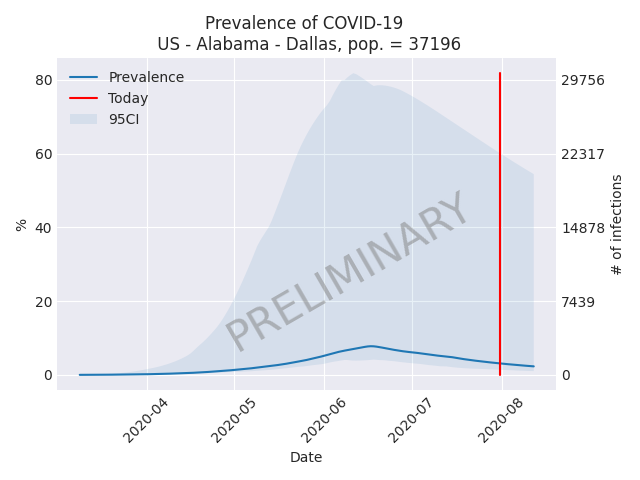 Prevalence of COVID-19
US - Alabama - Dallas, pop. = 37196
Prevalence
Today
95CI
80
60
40
20
0
%
29756
22317
14878
7439
0
# of infections
PRELIMINARY
2020-04
2020-05
2020-06
2020-07
2020-08
Date